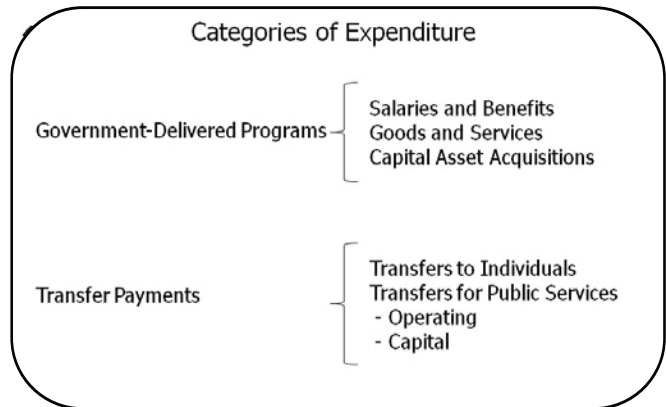 Categories of Expenditure
Government-Delivered Programs
Salaries and Benefits
Goods and Services
Capital Asset Acquisitions
Transfer Payments
Transfers to Individuals
Transfers for Public Services
- Operating
- Capital